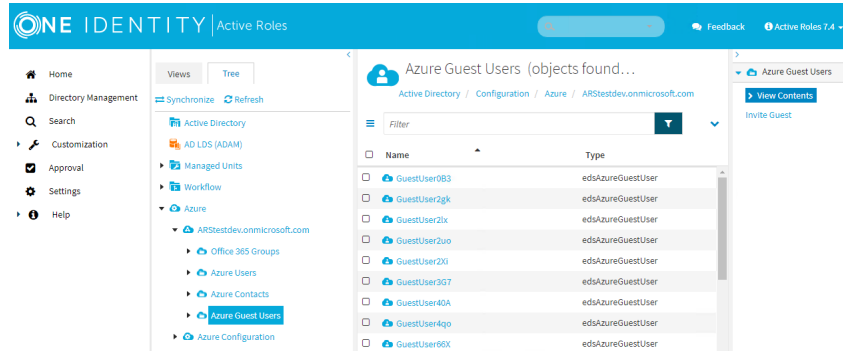 ONE IDENTITY Active Roles
Feedback
Active Roles 7.4
Home
Directory Management
Search
Customization
Approval
Settings
Help
Views
Tree
Synchronize
Refresh
Active Directory
AD LDS (ADAM)
Managed Units
Workflow
Azure
ARStestdev.onmicrosoft.com
Office 365 Groups
Azure Users
Azure Contacts
Azure Guest Users
Azure Configuration
Azure Guest Users (objects found...
Active Directory / Configuration / Azure / ARStestdev.onmicrosoft.com
Filter
Name Type
GuestUser0B3 edsAzureGuestUser
GuestUser2gk edsAzureGuestUser
GuestUser2lx edsAzureGuestUser
GuestUser2uo edsAzureGuestUser
GuestUser2Xi edsAzureGuestUser
GuestUser3G7 edsAzureGuestUser
GuestUser40A edsAzureGuestUser
GuestUser4qo edsAzureGuestUser
GuestUser66X edsAzureGuestUser
Azure Guest Users
View Contents
Invite Guest